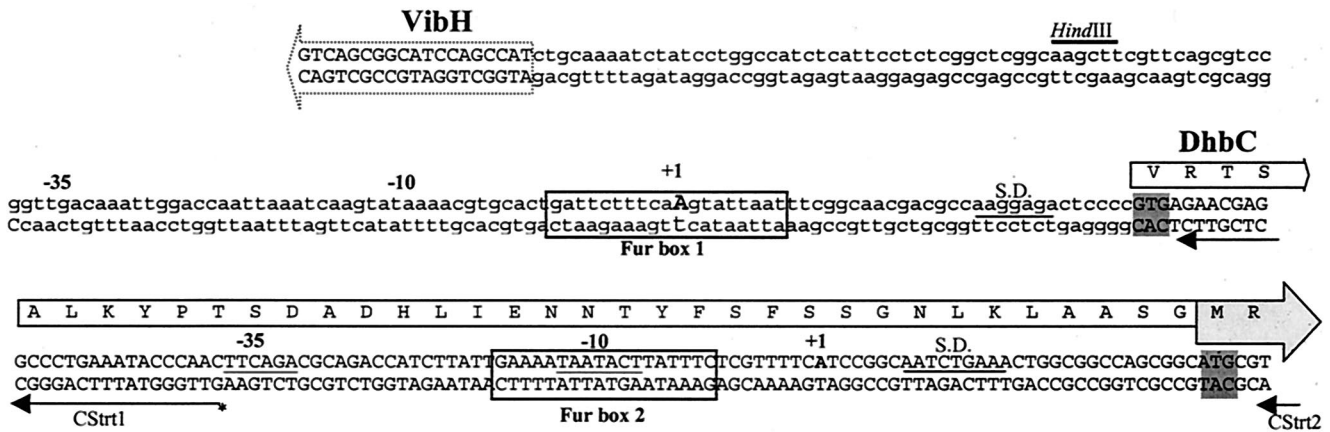 VibH
HindIII
GTCAGCGGCATCCAGCCATctgcaaaatctatcctggccatctcattcctctcggctcggcaagcttcgttcagcgtcc
CAGTCGCCGTAGGTCGGTAgacgttttagataggaccggtagagtaaggagagccgagccgttcgaagcaagtcgcagg
DhbC
-35 -10 +1 S.D. V R T S
ggttgacaaattggaccaattaaatcaagtataaaacgtgcactgattctttcaAgtattaatttcggcaacgacgccaaggagactccccGTGAGAACGAG
CcaactgtttaacctggttaatttagttcatattttgcacgtgactaagaaagttcataattaaagccgttgctgcggttcctctgaggggCACTCTTGCTC
Fur box 1
A L K Y P T S D A D H L I E N N T Y F S F S S G N L K L A A S G M R
-35 -10 +1 S.D.
GCCCTGAAATACCCAACTTCAGACGCAGACCATCTTATTGAAAATAATACTTATTTCTCGTTTTCATCCGGCAATCTGAAACTGGCGGCCAGCGGCATGCGT
CGGGACTTTATGGGTTGAAGTCTGCGTCTGGTAGAATAACTTTTATTATGAATAAAGAGCAAAAGTAGGCCGTTAGACTTTGACCGCCGGTCGCCGTACGCA
CStrt1 * Fur box 2 CStrt2